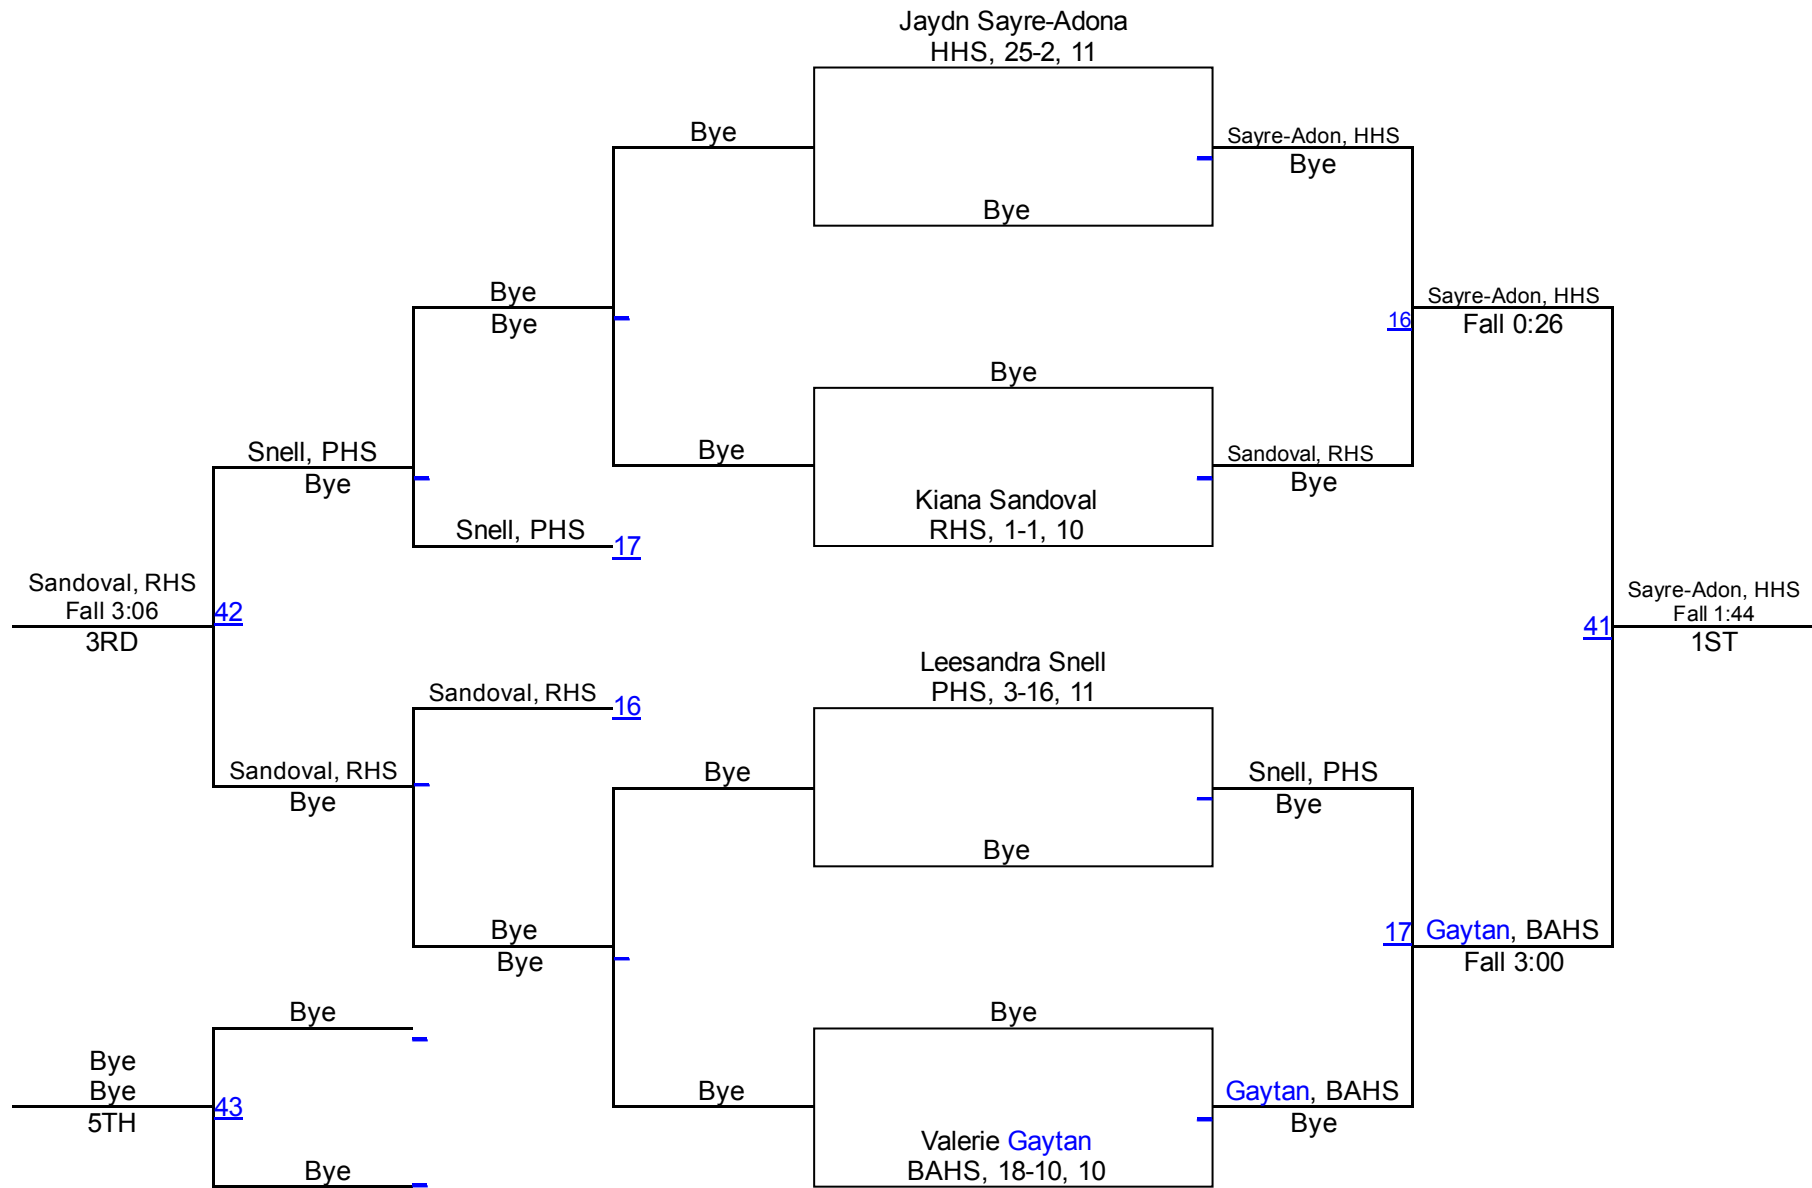 Jaydn Sayre-Adona
HHS, 25-2, 11
Bye
Sayre-Adon, HHS
Bye
Bye
Bye
Bye
Sayre-Adon, HHS
16
Fall 0:26
Bye
Snell, PHS
Bye
Bye
Sandoval, RHS
Bye
Kiana Sandoval
RHS, 1-1, 10
Snell, PHS
17
Sandoval, RHS
Fall 3:06
42
3RD
Sayre-Adon, HHS
Fall 1:44
41
1ST
Leesandra Snell
PHS, 3-16, 11
Sandoval, RHS
16
Sandoval, RHS
Bye
Bye
Snell, PHS
Bye
Bye
Bye
Bye
17
Gaytan, BAHS
Fall 3:00
Bye
Bye
Bye
Bye
43
5TH
Bye
Gaytan, BAHS
Bye
Valerie Gaytan
BAHS, 18-10, 10
Bye